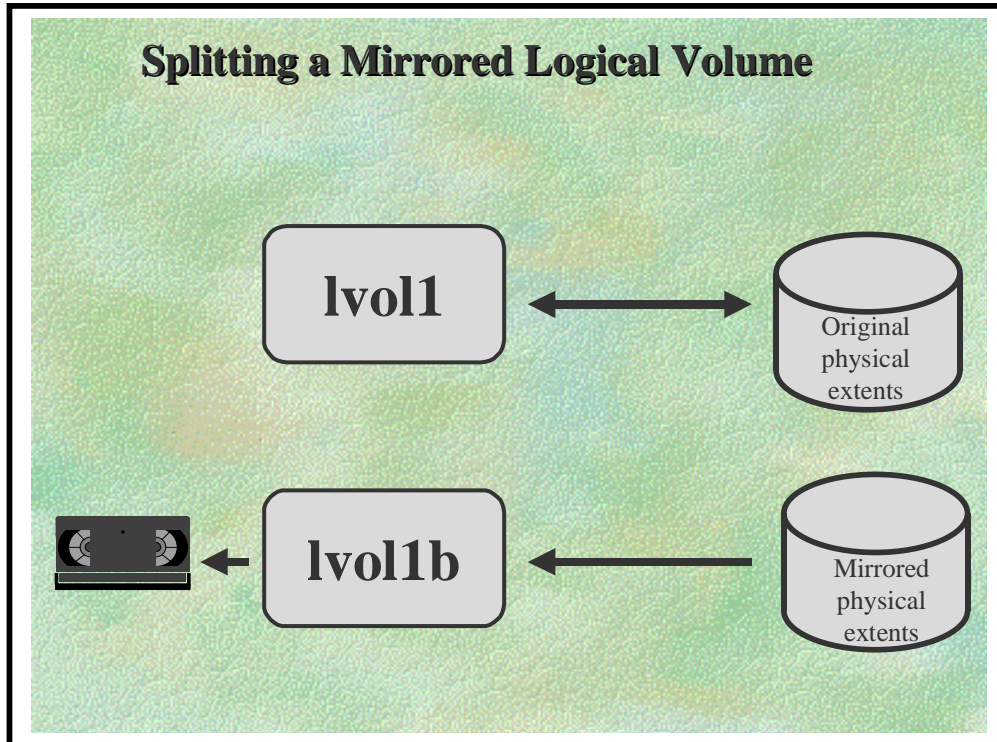 Splitting a Mirrored Logical Volume
lvol1
Original
physical
extents
lvol1b
Mirrored
physical
extents